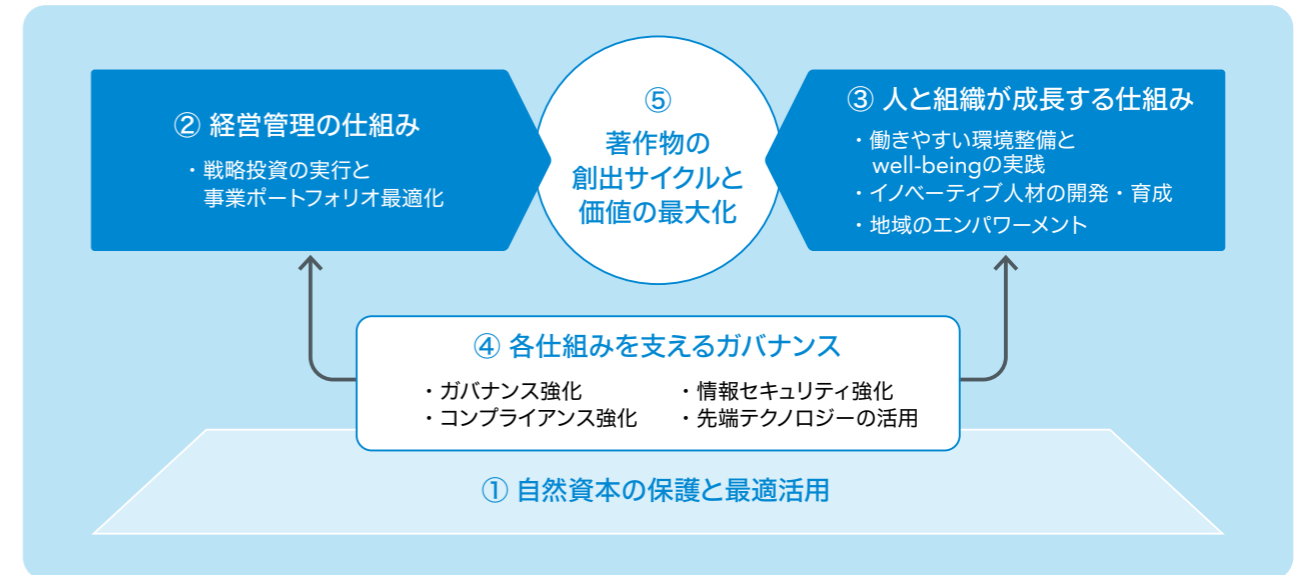 ② 経営管理の仕組み
・戦略投資の実行と
事業ポートフォリオ最適化
⑤
著作物の
創出サイクルと
価値の最大化
③ 人と組織が成長する仕組み
・働きやすい環境整備と
well-beingの実践
・イノベーティブ人材の開発・育成
・地域のエンパワーメント
④ 各仕組みを支えるガバナンス
・ガバナンス強化
・コンプライアンス強化
・情報セキュリティ強化
・先端テクノロジーの活用
① 自然資本の保護と最適活用